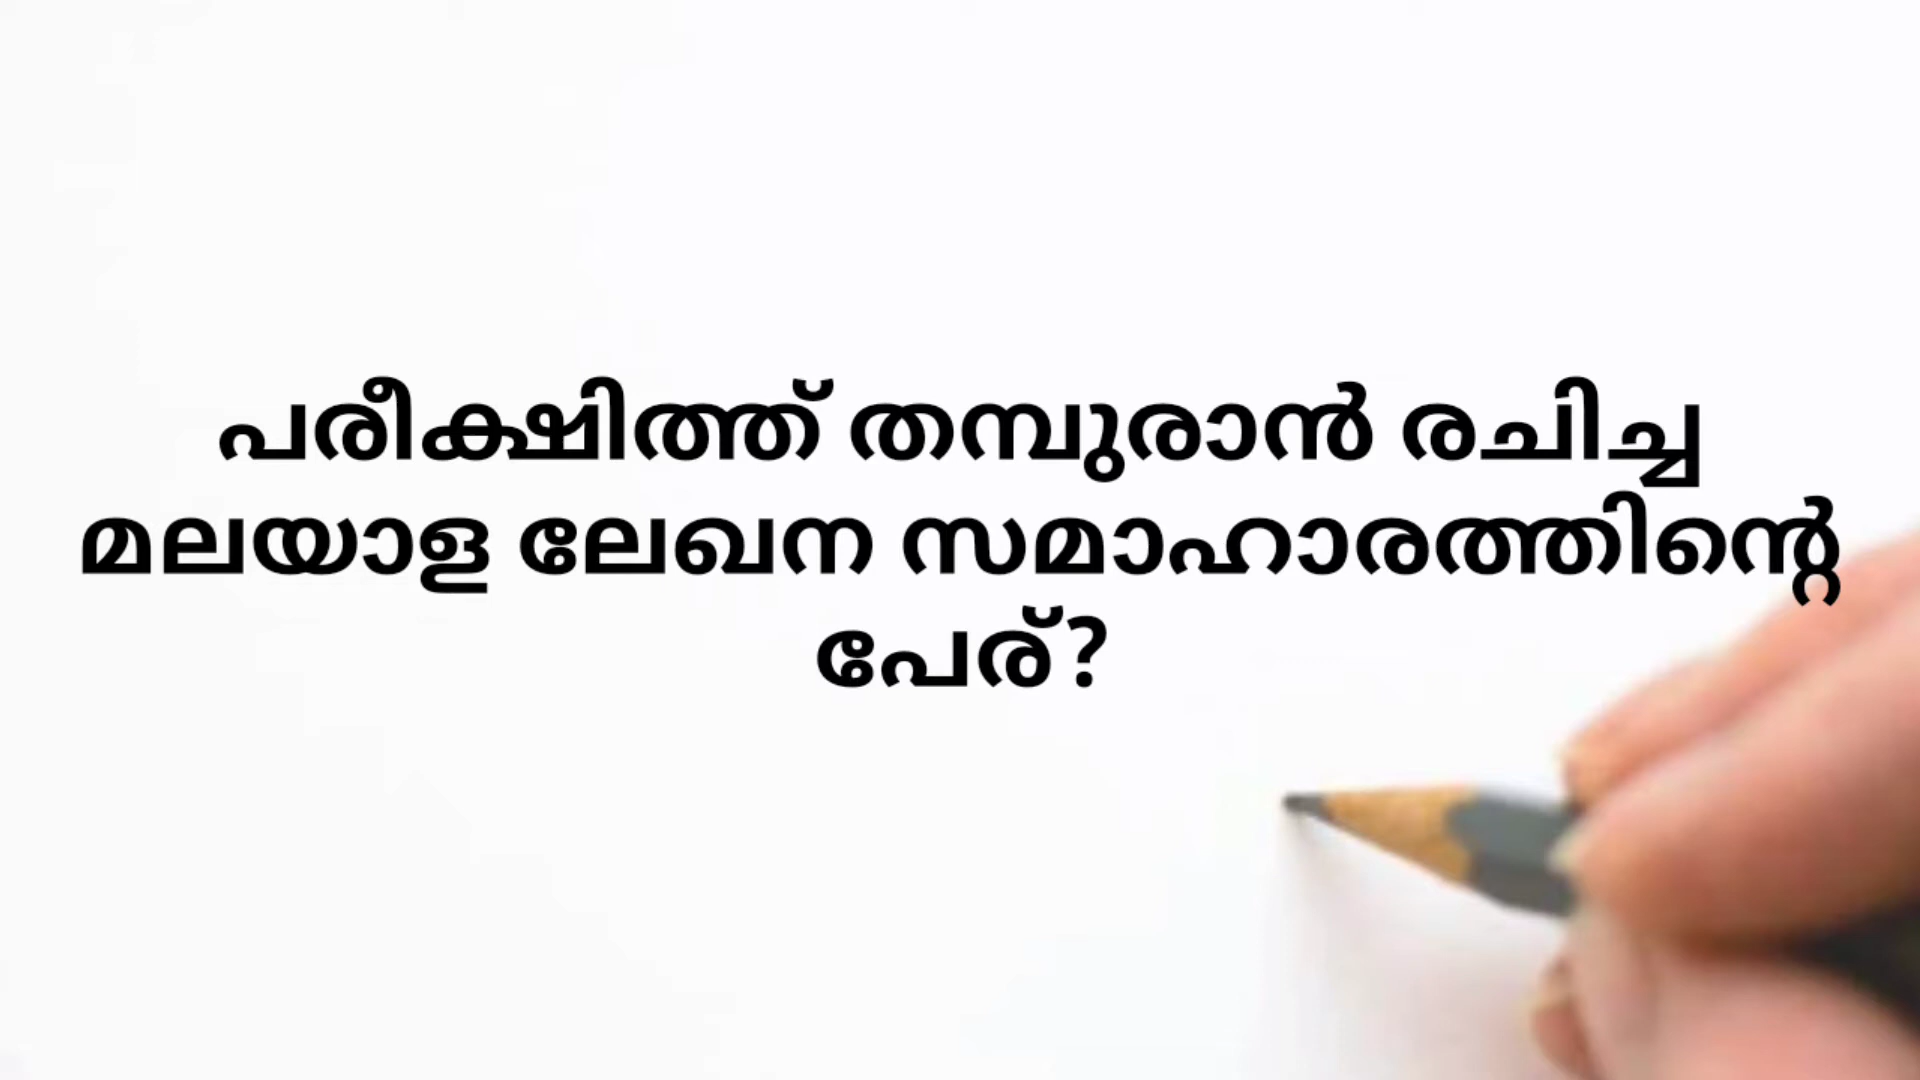 പരീക്ഷിത്ത് തമ്പുരാൻ രചിച്ച
മലയാള ലേഖന സമാഹാരത്തിന്റെ
പേര്?